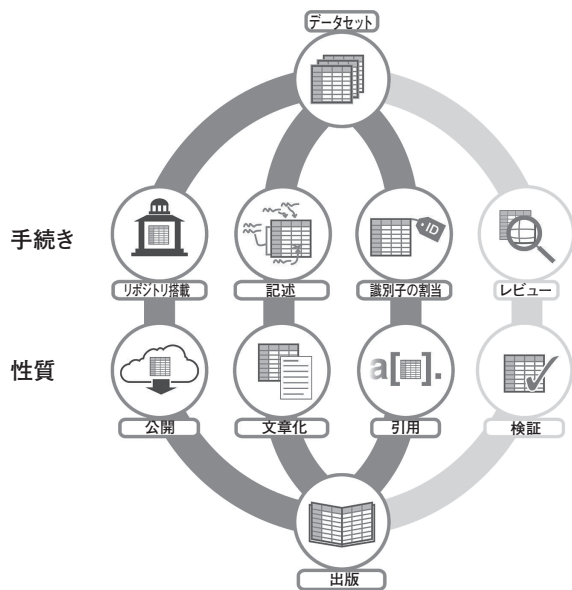 データセット
手続き
リポジトリ搭載
記述
ID
識別子の割当
レビュー
性質
a[ ].
公開
文章化
引用
検証
出版